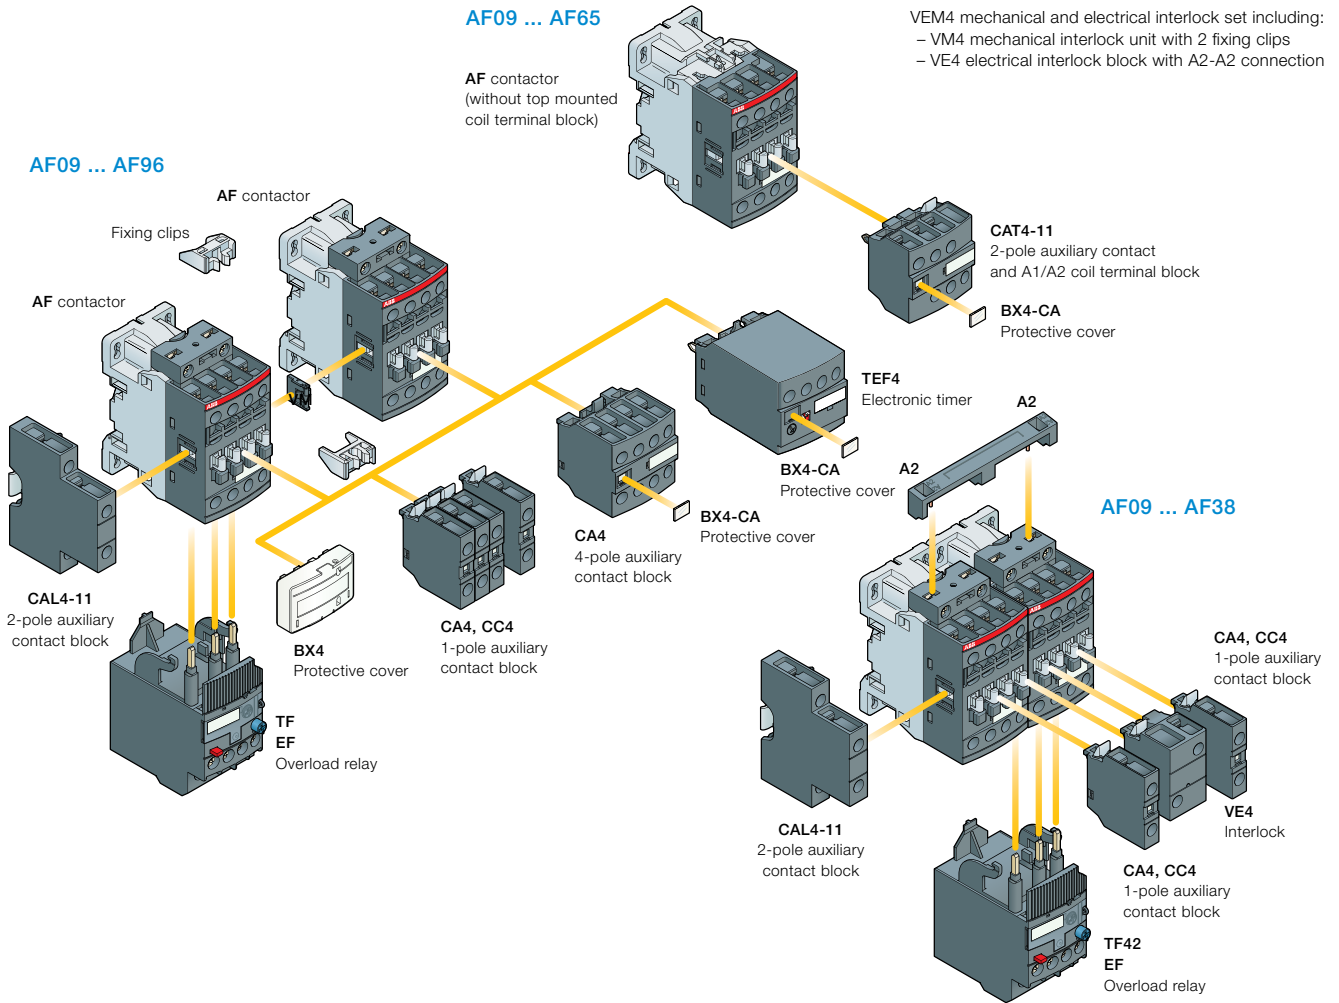 AF09 ... AF65
AF contactor
(without top mounted
coil terminal block)
VEM4 mechanical and electrical interlock set including:
– VM4 mechanical interlock unit with 2 fixing clips
– VE4 electrical interlock block with A2-A2 connection
AF09 ... AF96
AF contactor
Fixing clips
AF contactor
ABB
ABB
ABB
VM
CAT4-11
2-pole auxiliary contact
and A1/A2 coil terminal block
BX4-CA
Protective cover
TEF4
Electronic timer
BX4-CA
Protective cover
CA4
4-pole auxiliary
contact block
BX4-CA
Protective cover
CA4, CC4
1-pole auxiliary
contact block
BX4
Protective cover
CAL4-11
2-pole auxiliary
contact block
TF
EF
Overload relay
A2
A2
AF09 ... AF38
ABB
ABB
CAL4-11
2-pole auxiliary
contact block
CA4, CC4
1-pole auxiliary
contact block
VE4
Interlock
CA4, CC4
1-pole auxiliary
contact block
TF42
EF
Overload relay